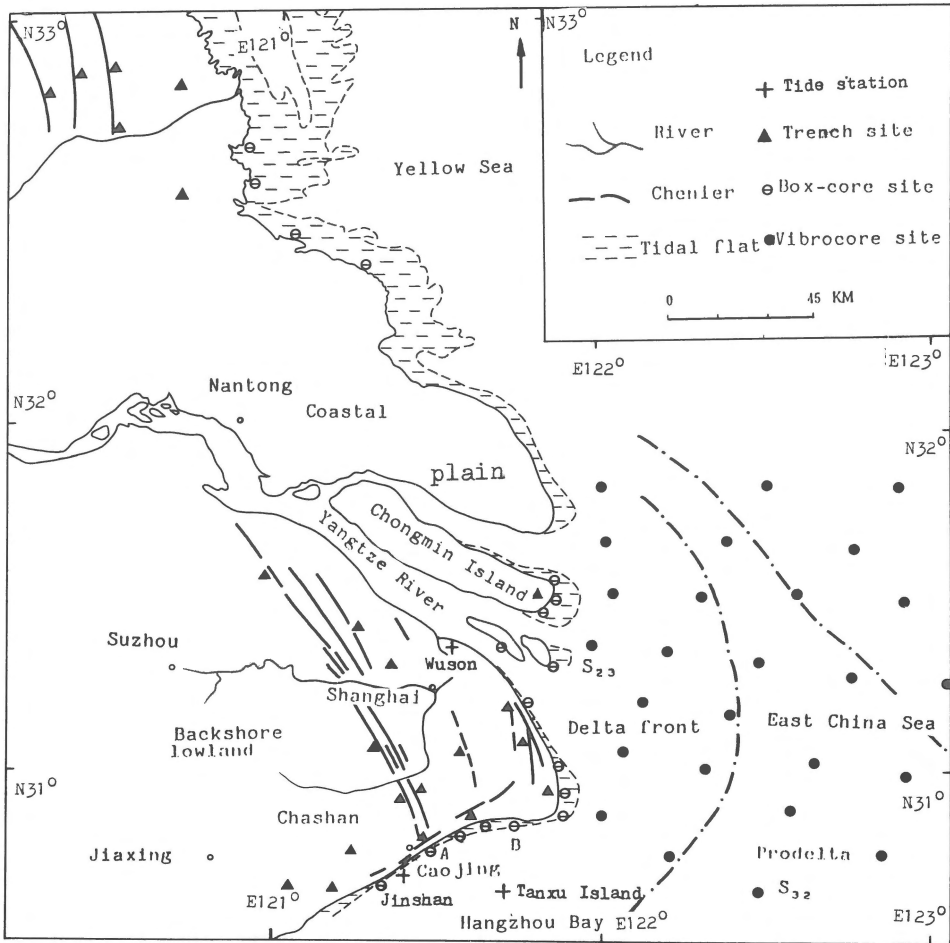 N33°
E121°
N
N33°
Legend
Tide station
River
Trench site
Yellow Sea
Chenier
Box-core site
Tidal flat
Vibrocore site
0 45 KM
E122°
E123°
Nantong
N32°
Coastal
N32°
plain
Chongmin Island
Yangtze River
Suzhou
Wuson
S23
Shanghai
Backshore
lowland
Delta front
East China Sea
N31°
N31°
Chashan
A
B
Jiaxing
Caojing
Prodelta
Jinshan
Tanxu Island
S32
E121°
Hangzhou Bay
E122°
E123°